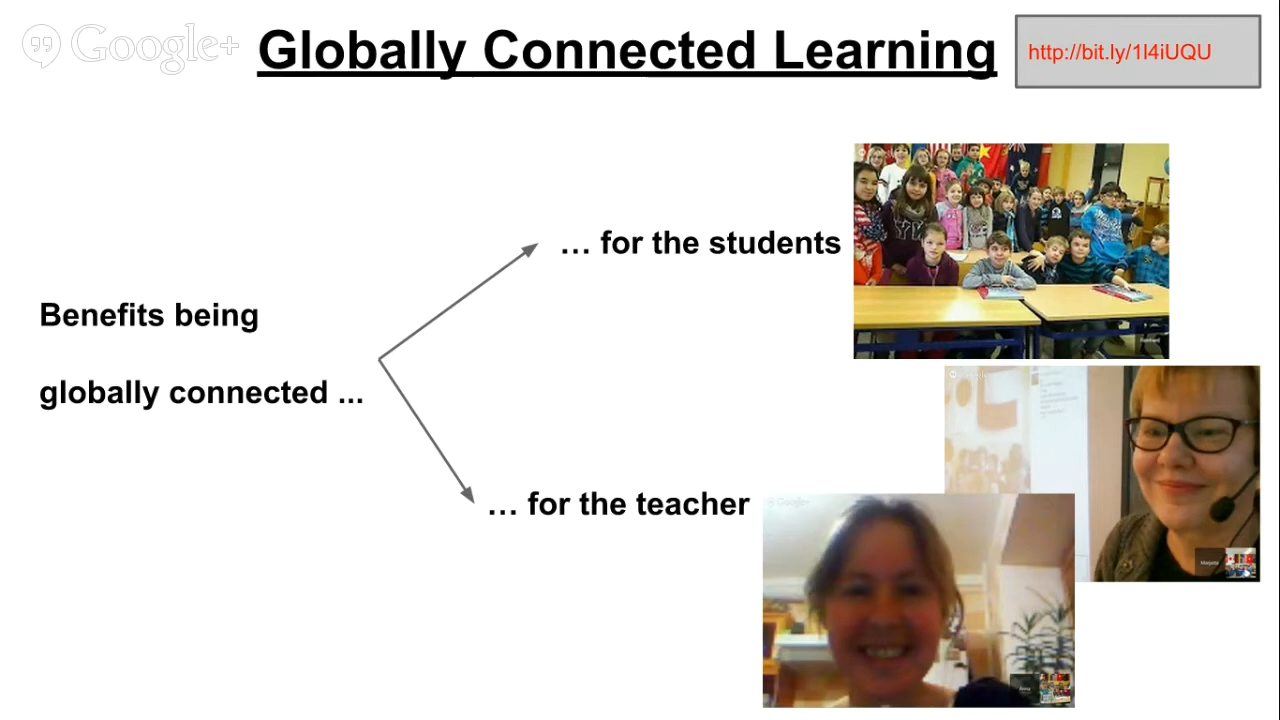 Google+
Globally Connected Learning
http://bit.ly/1l4iUQU
… for the students
Benefits being
globally connected ...
… for the teacher